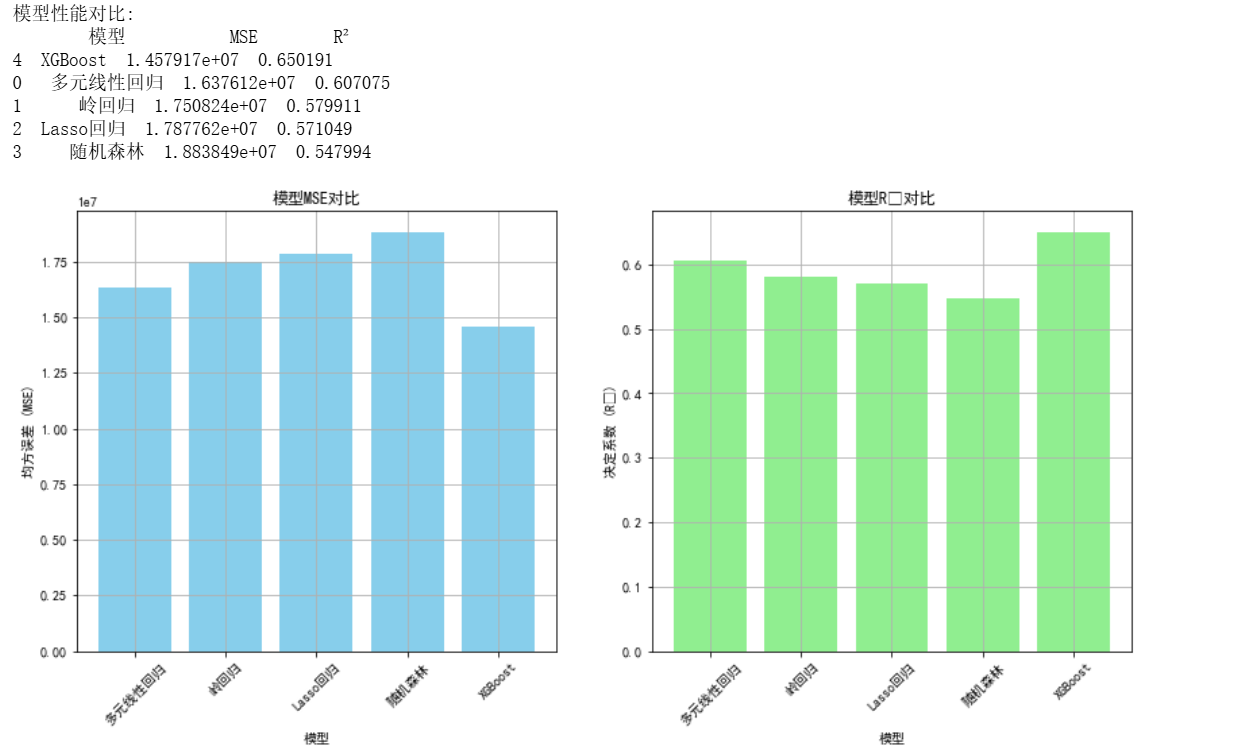 模型性能对比:
模型 MSE R²
4 XGBoost 1.457917e+07 0.650191
0 多元线性回归 1.637612e+07 0.607075
1 岭回归 1.750824e+07 0.579911
2 Lasso回归 1.787762e+07 0.571049
3 随机森林 1.883849e+07 0.547994
模型MSE对比
1e7
均方误差 (MSE)
1.75
1.50
1.25
1.00
0.75
0.50
0.25
0.00
多元线性回归
岭回归
Lasso回归
随机森林
XGBoost
模型
模型R□对比
决定系数 (R□)
0.6
0.5
0.4
0.3
0.2
0.1
0.0
多元线性回归
岭回归
Lasso回归
随机森林
XGBoost
模型